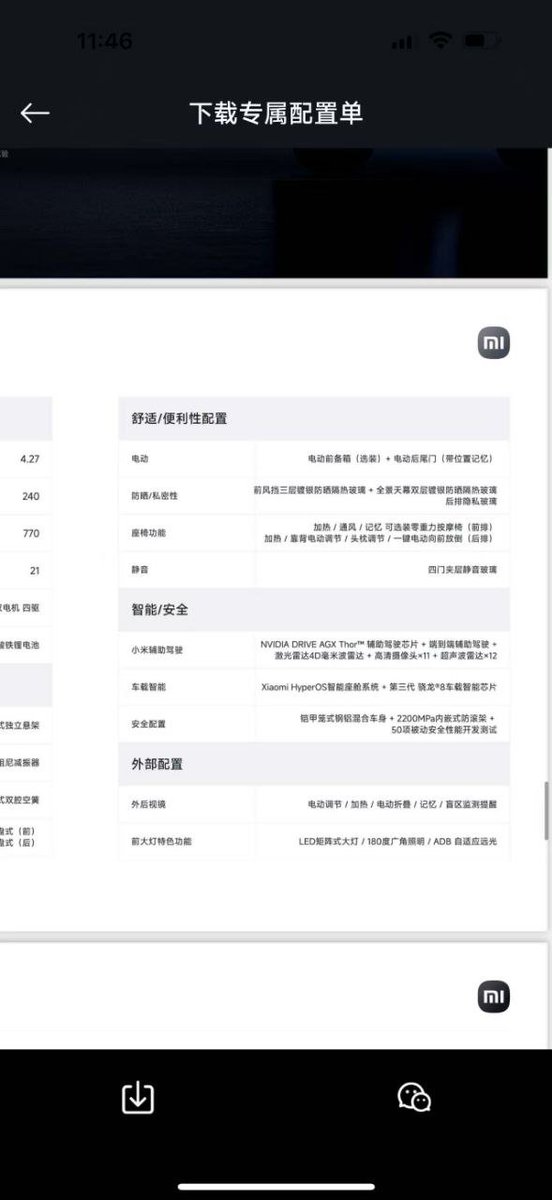 11:46
下载专属配置单
mi
4.27
240
770
21
电机 四驱
铁锂电池
式独立悬架
尼减振器
式双腔空簧
盘式（前）
盘式（后）
舒适/便利性配置
电动
电动前备箱（选装）+ 电动后尾门（带位置记忆）
防晒/私密性
前风挡三层镀银防晒隔热玻璃 + 全景天幕双层镀银防晒隔热玻璃
后排隐私玻璃
座椅功能
加热 / 通风 / 记忆 可选装零重力按摩椅（前排）
加热 / 靠背电动调节 / 头枕调节 / 一键电动向前放倒（后排）
静音
四门夹层静音玻璃
智能/安全
小米辅助驾驶
NVIDIA DRIVE AGX Thor™ 辅助驾驶芯片 + 端到端辅助驾驶 +
激光雷达4D毫米波雷达 + 高清摄像头×11 + 超声波雷达×12
车载智能
Xiaomi HyperOS智能座舱系统 + 第三代 骁龙®8车载智能芯片
安全配置
铠甲笼式钢铝混合车身 + 2200MPa内嵌式防滚架 +
50项被动安全性能开发测试
外部配置
外后视镜
电动调节 / 加热 / 电动折叠 / 记忆 / 盲区监测提醒
前大灯特色功能
LED矩阵式大灯 / 180度广角照明 / ADB 自适应远光
mi